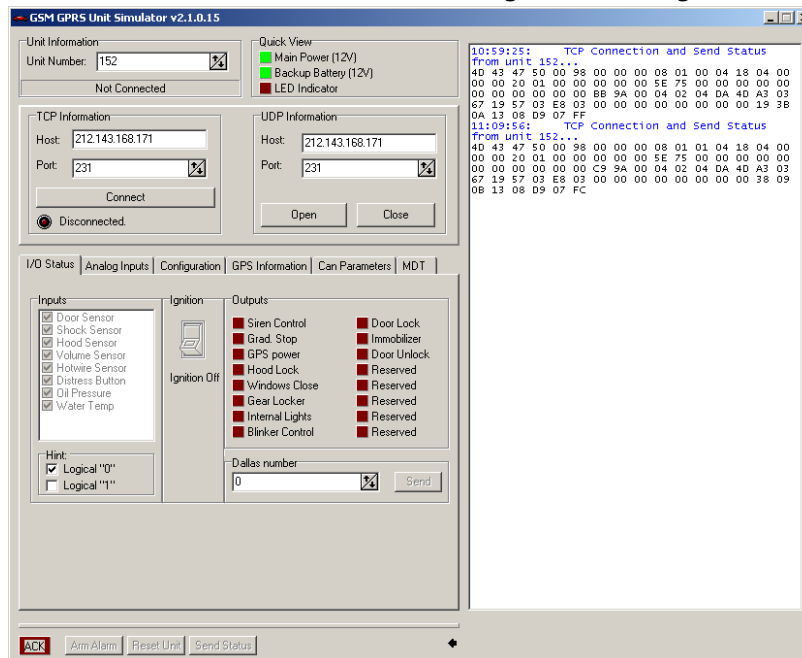 GSM GPRS Unit Simulator v2.1.0.15
Unit Information
Unit Number: 152
Not Connected
Quick View
Main Power (12V)
Backup Battery (12V)
LED Indicator
TCP Information
Host: 212.143.168.171
Port: 231
Connect
Disconnected.
UDP Information
Host: 212.143.168.171
Port: 231
Open Close
I/O Status Analog Inputs Configuration GPS Information Can Parameters MDT
Inputs
Door Sensor
Shock Sensor
Hood Sensor
Volume Sensor
Hotwire Sensor
Distress Button
Oil Pressure
Water Temp
Hint:
Logical "0"
Logical "1"
Ignition
Ignition Off
Outputs
Siren Control Door Lock
Grad. Stop Immobilizer
GPS power Door Unlock
Hood Lock Reserved
Windows Close Reserved
Gear Locker Reserved
Internal Lights Reserved
Blinker Control Reserved
Dallas number
0 Send
ACK Arm Alarm Reset Unit Send Status
10:59:25: TCP Connection and Send Status
from unit 152...
4D 43 47 50 00 98 00 00 00 08 01 00 04 18 04 00
00 00 20 01 00 00 00 00 00 5E 75 00 00 00 00 00
00 00 00 00 00 00 BB 9A 00 04 02 04 DA 4D A3 03
67 19 57 03 E8 03 00 00 00 00 00 00 00 00 19 3B
0A 13 08 D9 07 FF
11:09:56: TCP Connection and Send Status
from unit 152...
4D 43 47 50 00 98 00 00 00 08 01 01 04 18 04 00
00 00 20 01 00 00 00 00 00 5E 75 00 00 00 00 00
00 00 00 00 00 00 C9 9A 00 04 02 04 DA 4D A3 03
67 19 57 03 E8 03 00 00 00 00 00 00 00 00 38 09
0B 13 08 D9 07 FC